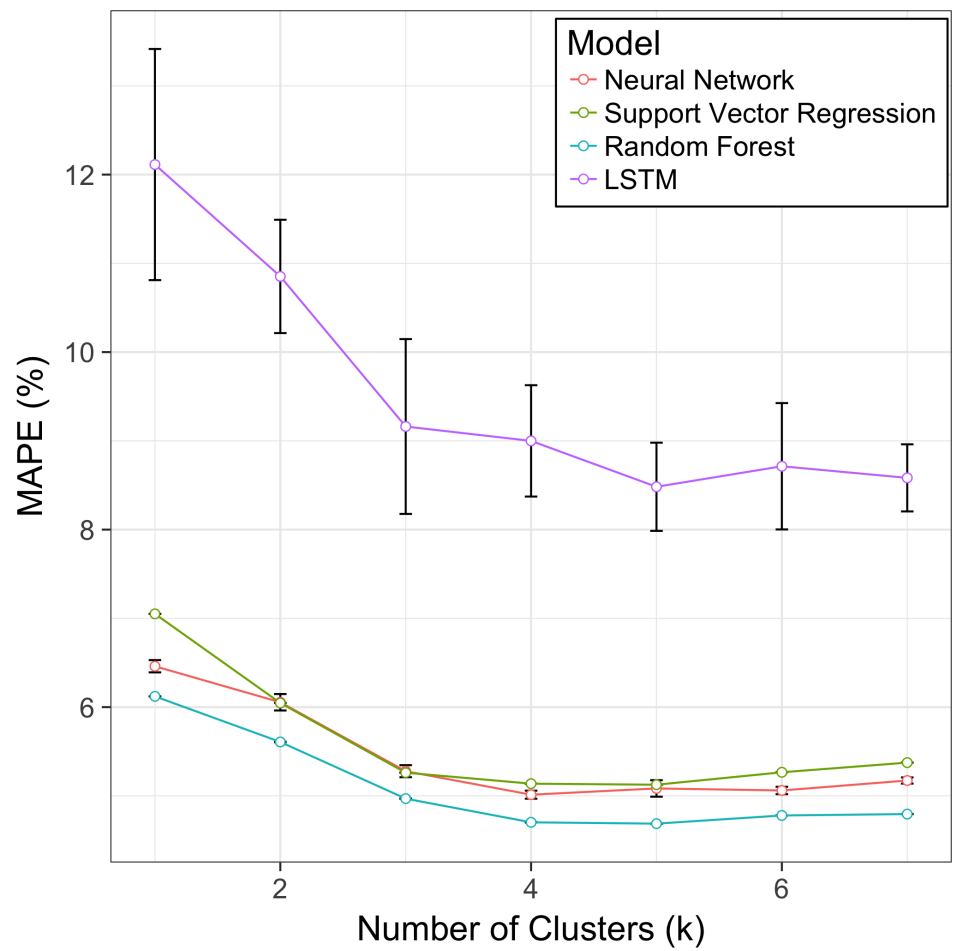 Model
Neural Network
Support Vector Regression
Random Forest
LSTM
12
10
8
6
MAPE (%)
2
4
6
Number of Clusters (k)